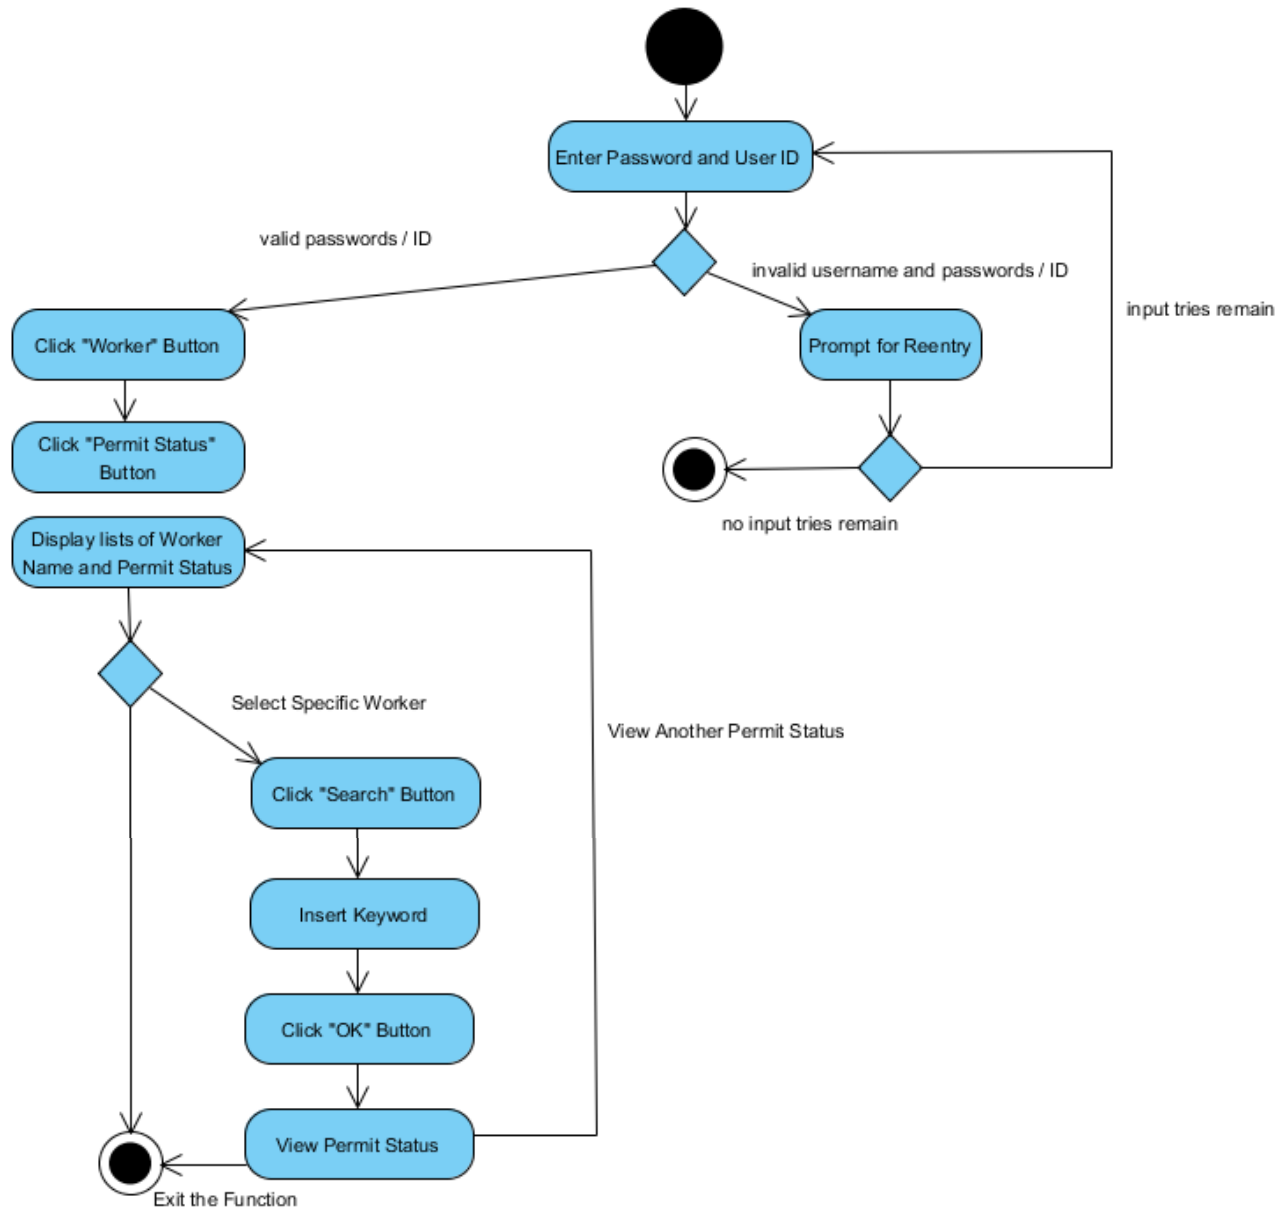 Enter Password and User ID
valid passwords / ID
invalid username and passwords / ID
input tries remain
Click "Worker" Button
Prompt for Reentry
Click "Permit Status"
Button
no input tries remain
Display lists of Worker
Name and Permit Status
Select Specific Worker
View Another Permit Status
Click "Search" Button
Insert Keyword
Click "OK" Button
View Permit Status
Exit the Function